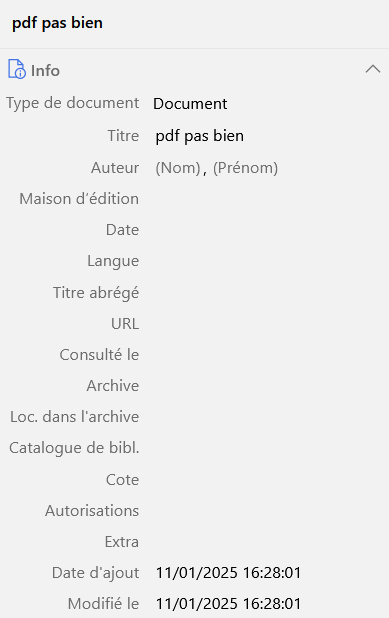 pdf pas bien
Info
Type de document Document
Titre pdf pas bien
Auteur (Nom) , (Prénom)
Maison d'édition
Date
Langue
Titre abrégé
URL
Consulté le
Archive
Loc. dans l'archive
Catalogue de bibl.
Cote
Autorisations
Extra
Date d'ajout 11/01/2025 16:28:01
Modifié le 11/01/2025 16:28:01